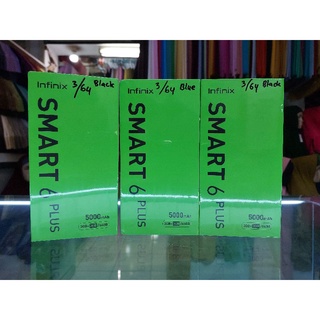 Infinix 3/64 Black
SMART 6 PLUS
5000mAh
Infinix 3/64 Blue
SMART 6 PLUS
5000mAh
Infinix 3/64 Black
SMART 6 PLUS
5000mAh